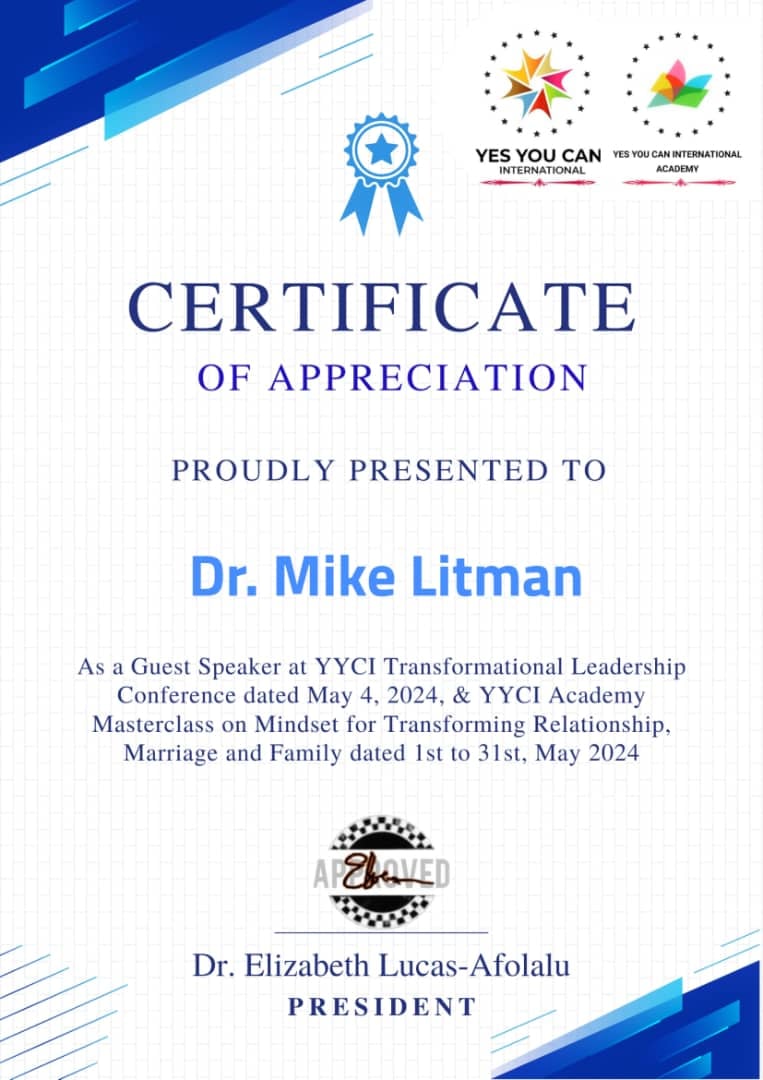 YES YOU CAN
INTERNATIONAL
YES YOU CAN INTERNATIONAL
ACADEMY
CERTIFICATE
OF APPRECIATION
PROUDLY PRESENTED TO
Dr. Mike Litman
As a Guest Speaker at YYCI Transformational Leadership
Conference dated May 4, 2024, & YYCI Academy
Masterclass on Mindset for Transforming Relationship,
Marriage and Family dated 1st to 31st, May 2024
APPROVED
Dr. Elizabeth Lucas-Afolalu
PRESIDENT